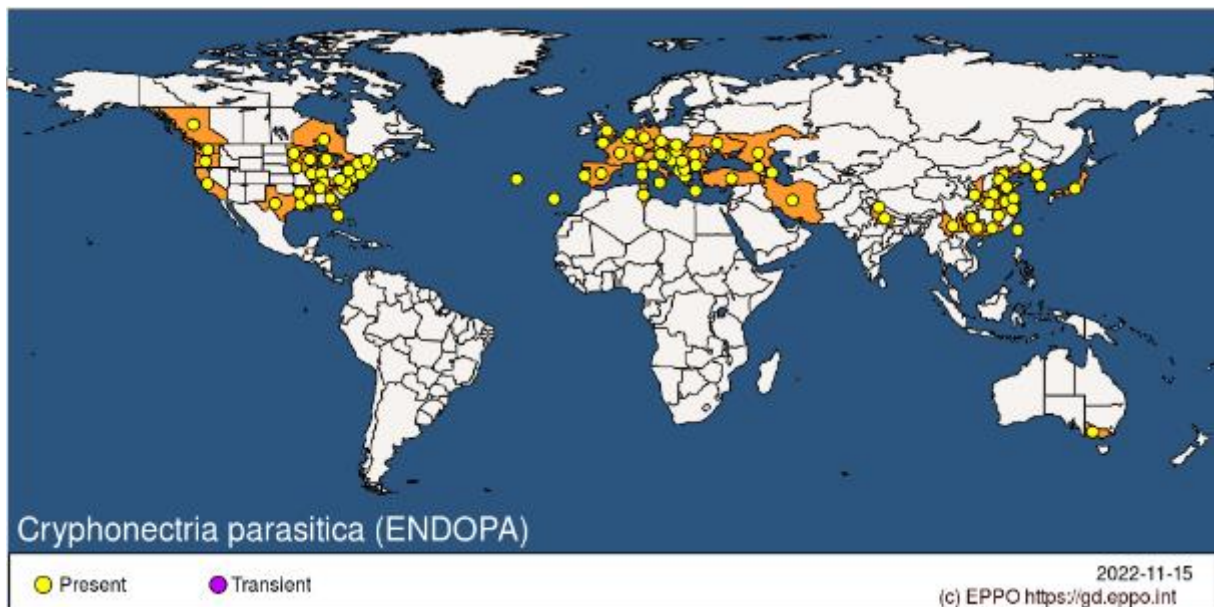 Cryphonectria parasitica (ENDOPA)
Present
Transient
2022-11-15
(c) EPPO https://gd.eppo.int